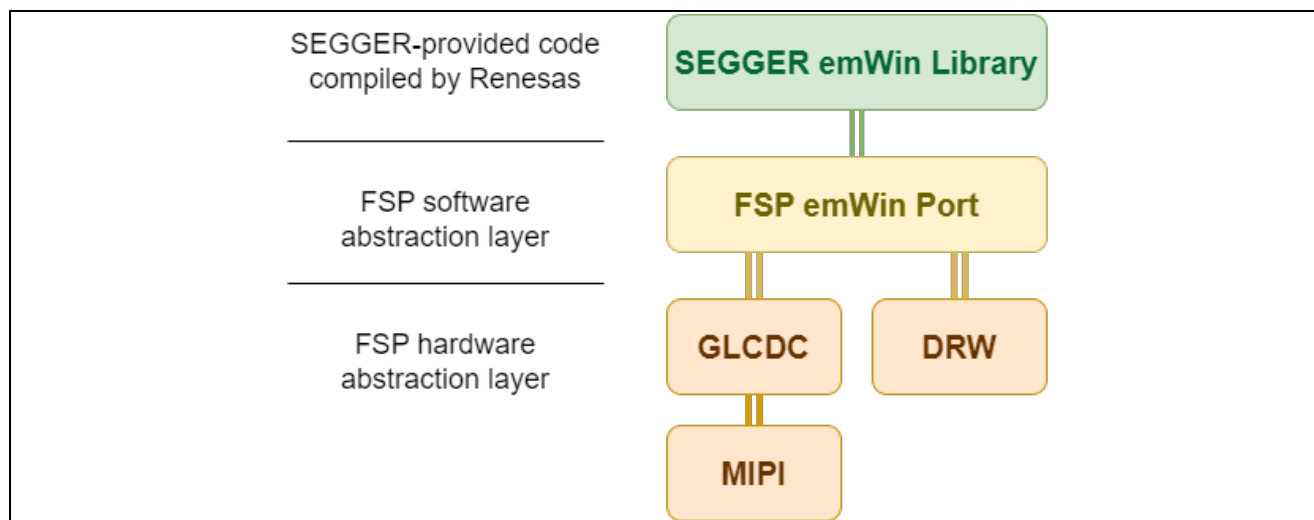 SEGGER-provided code
compiled by Renesas
SEGGER emWin Library
FSP software
abstraction layer
FSP emWin Port
FSP hardware
abstraction layer
GLCDC
DRW
MIPI